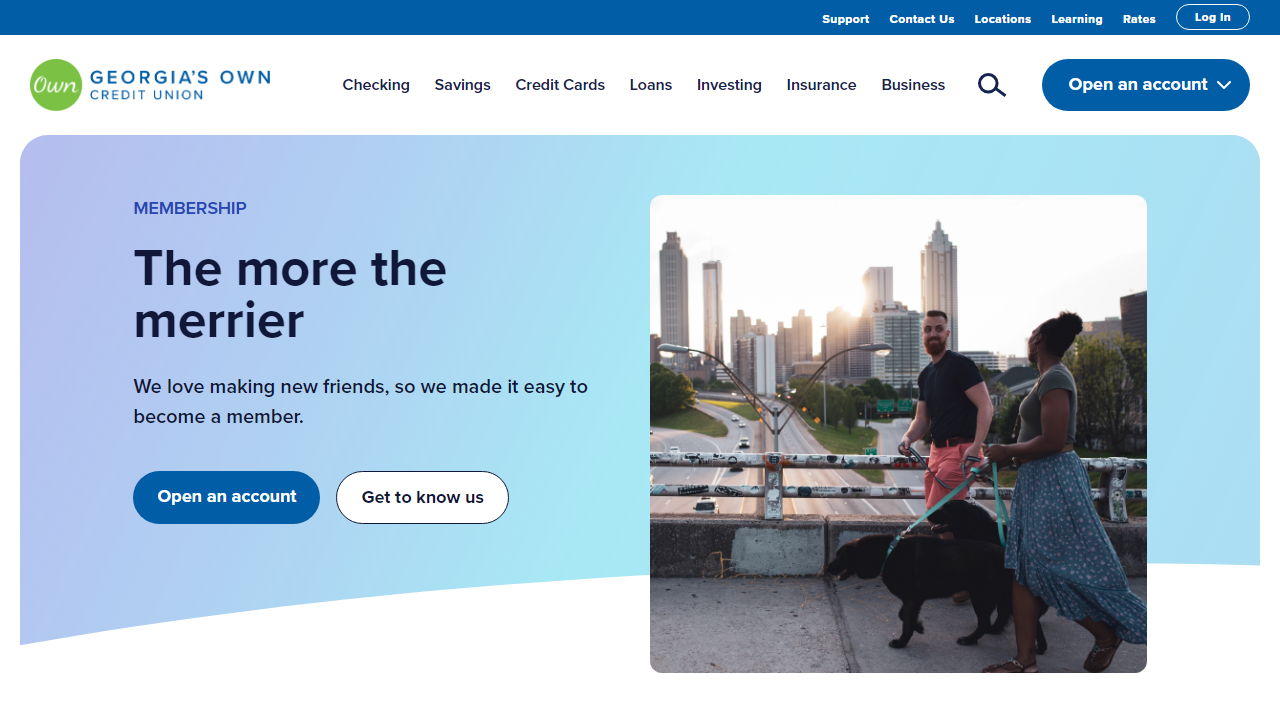 Support Contact Us Locations Learning Rates Log In
Own GEORGIA'S OWN
CREDIT UNION
Checking Savings Credit Cards Loans Investing Insurance Business Open an account
MEMBERSHIP
The more the
merrier
We love making new friends, so we made it easy to
become a member.
Open an account Get to know us